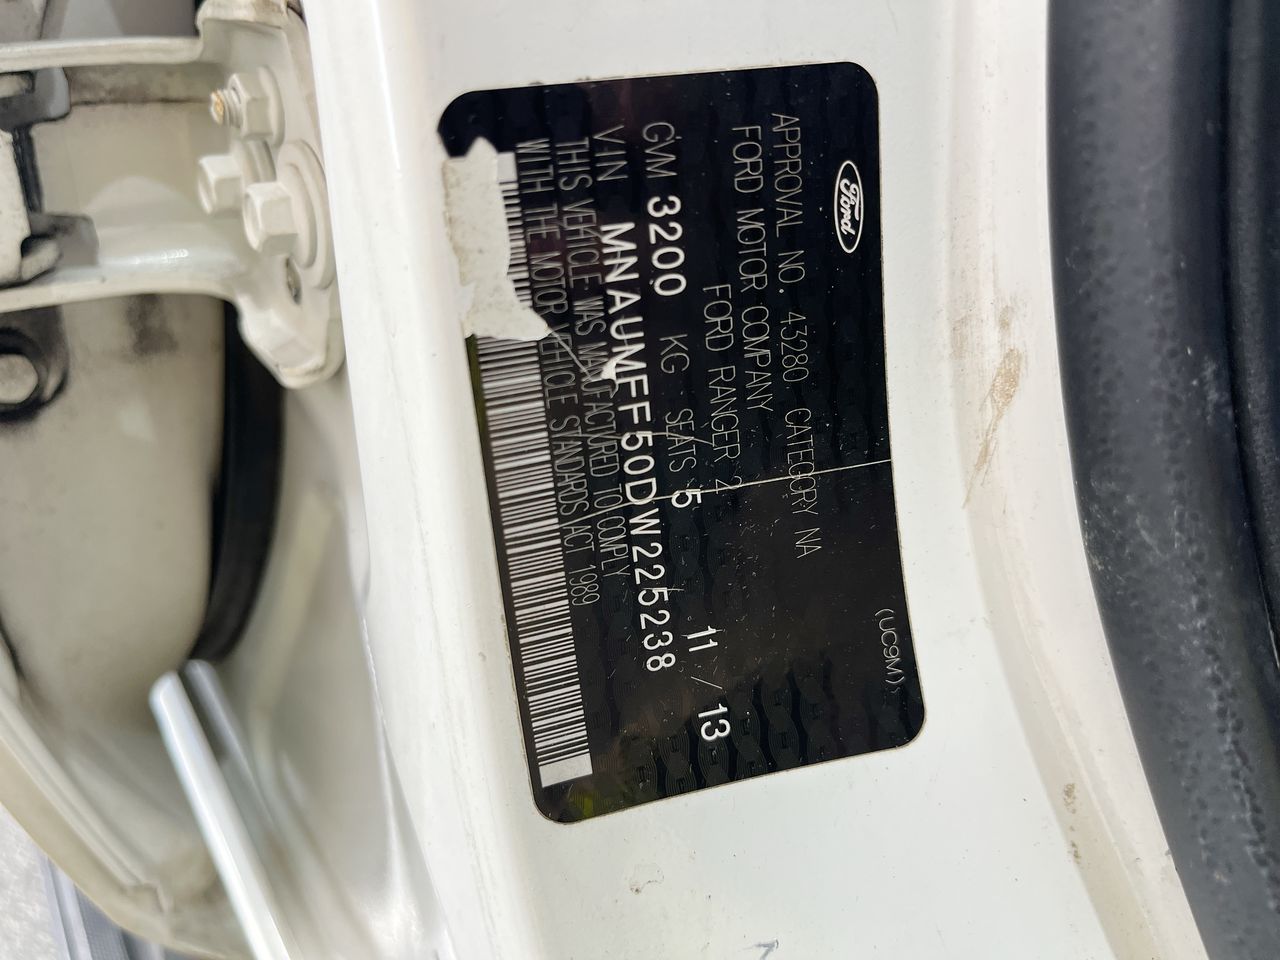 Ford
(UC9M)
APPROVAL NO. 43280 CATEGORY NA
FORD MOTOR COMPANY
FORD RANGER 2
11 / 13
GVM 3200 KG SEATS 5
VIN MNAUMFF50DW225238
THIS VEHICLE WAS MANUFACTURED TO COMPLY
WITH THE MOTOR VEHICLE STANDARDS ACT 1989